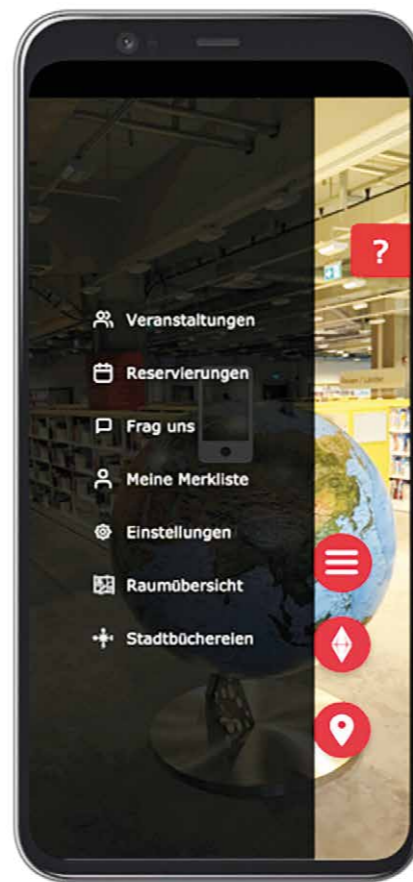 ?
Veranstaltungen
Reservierungen
Frag uns
Meine Merkliste
Einstellungen
Raumübersicht
Stadtbüchereien